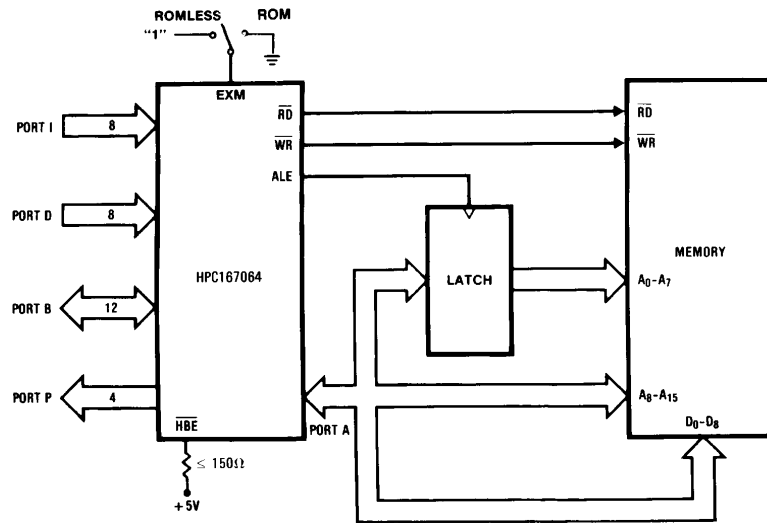 ROMLESS ROM
"1"
EXM
PORT I 8
RD RD
WR WR
ALE
PORT D 8
HPC167064
LATCH
MEMORY
A0-A7
PORT B 12
PORT P 4
A8-A15
HBE
PORT A
D0-D8
≤ 150Ω
+5V